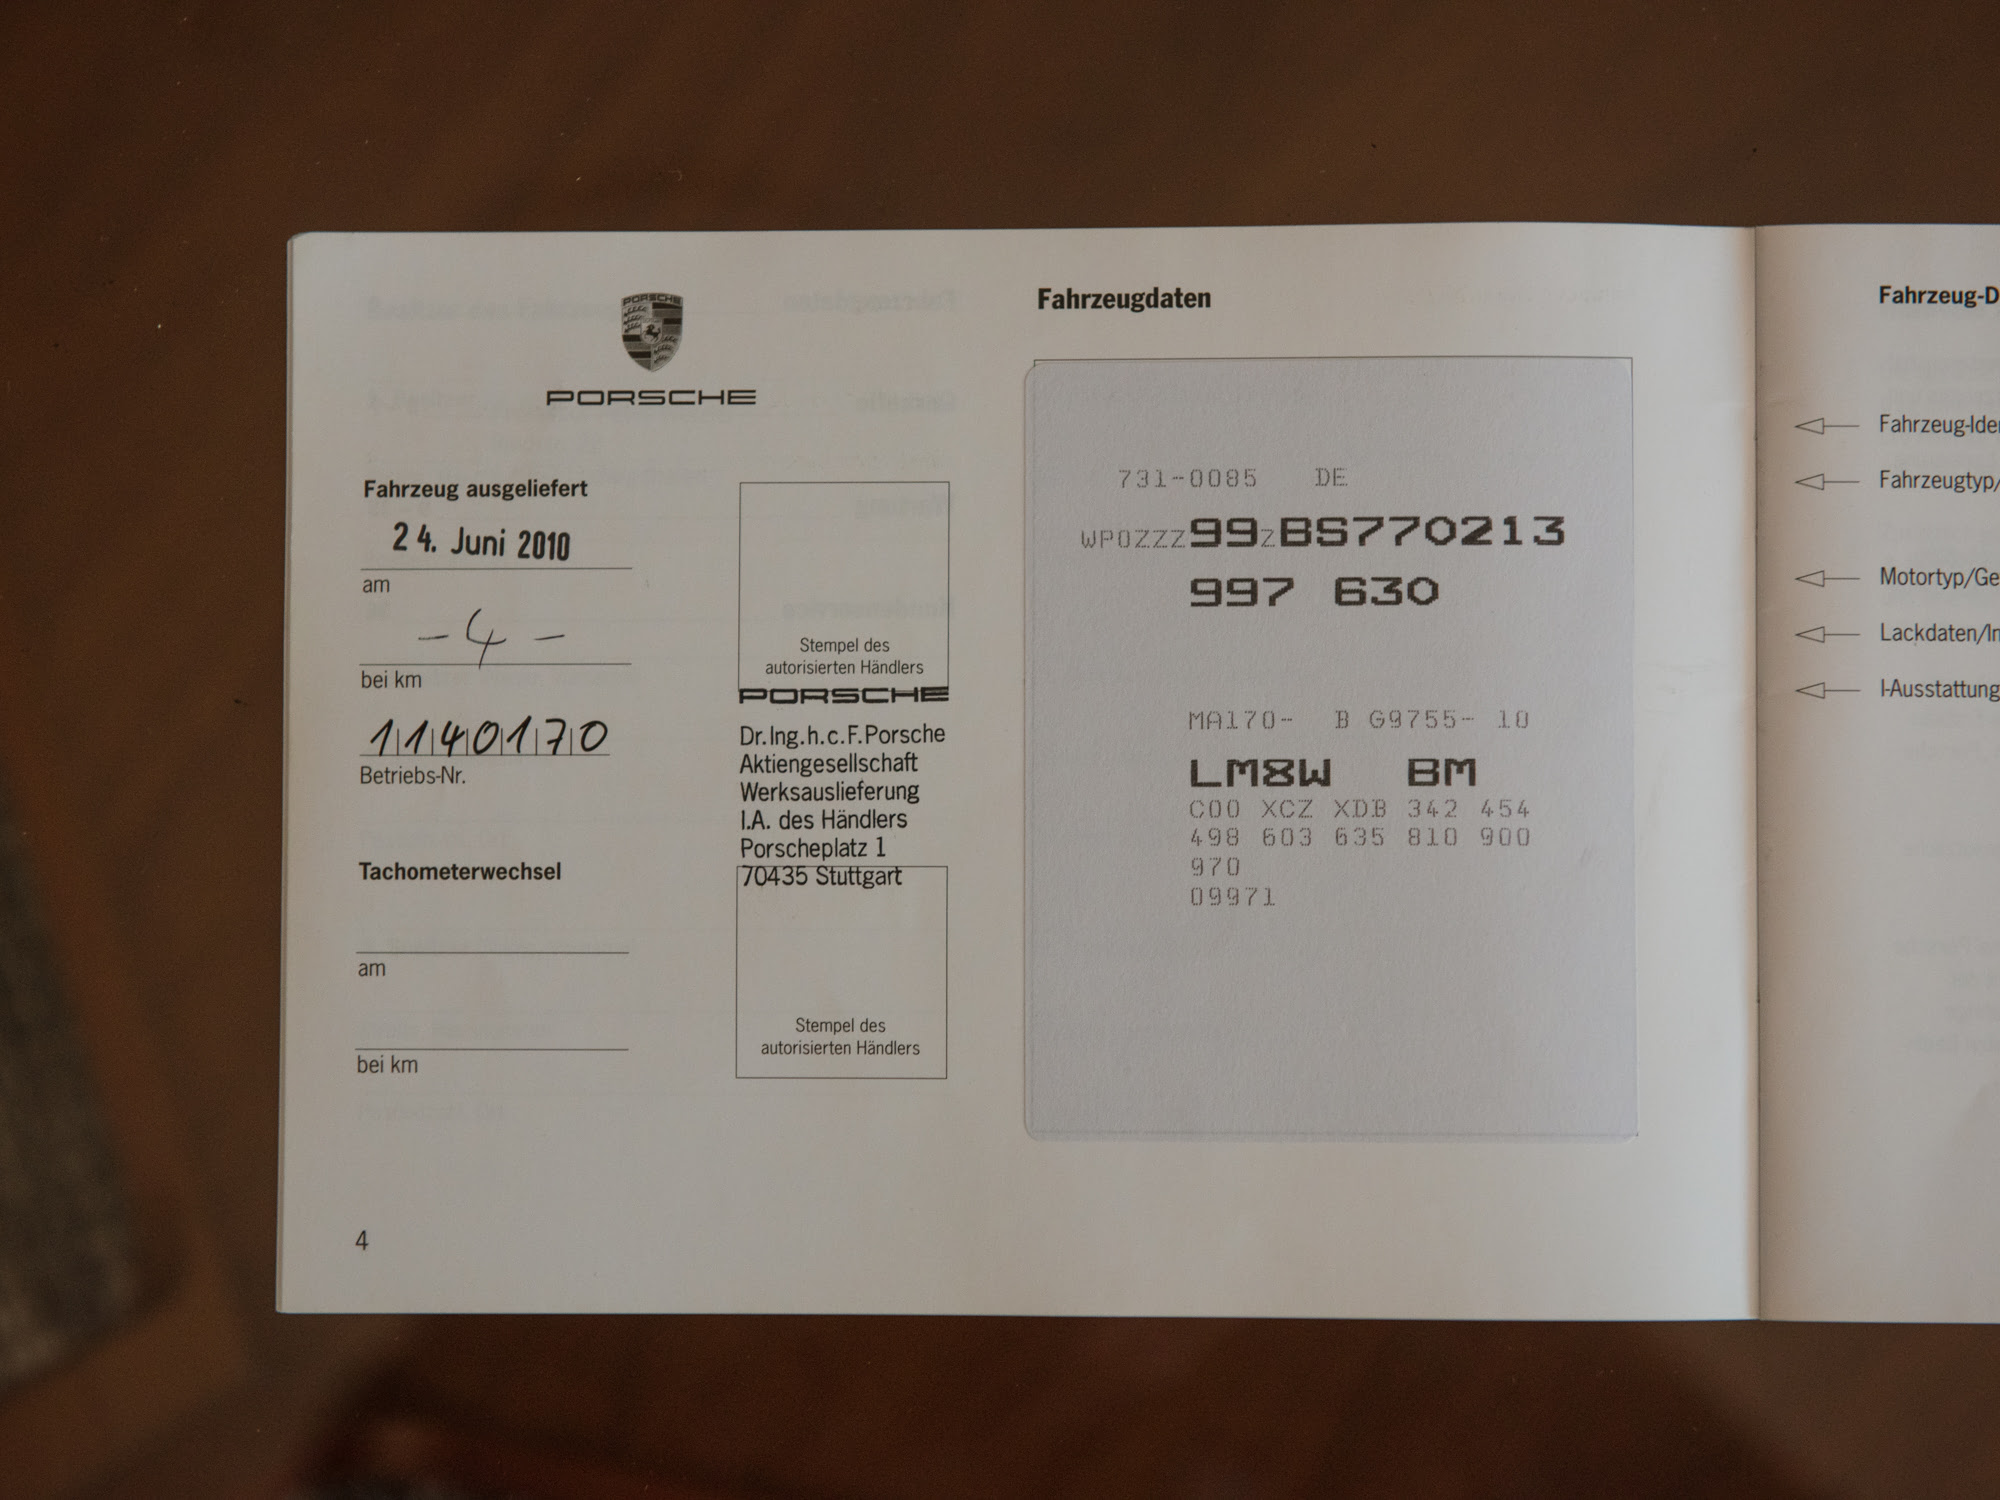 PORSCHE
PORSCHE
Fahrzeug ausgeliefert
24. Juni 2010
am
- 4 -
bei km
1140170
Betriebs-Nr.
Tachometerwechsel
am
bei km
4
Stempel des
autorisierten Händlers
PORSCHE
Dr.Ing.h.c.F.Porsche
Aktiengesellschaft
Werksauslieferung
I.A. des Händlers
Porscheplatz 1
70435 Stuttgart
Stempel des
autorisierten Händlers
Fahrzeugdaten
731-0085 DE
WP0ZZZ99ZBS770213
997 630
MA170- B G9755- 10
LM8W BM
C00 XCZ XDB 342 454
498 603 635 810 900
970
09971
Fahrzeug-D
Fahrzeug-Ide
Fahrzeugtyp/
Motortyp/Ge
Lackdaten/In
I-Ausstattung